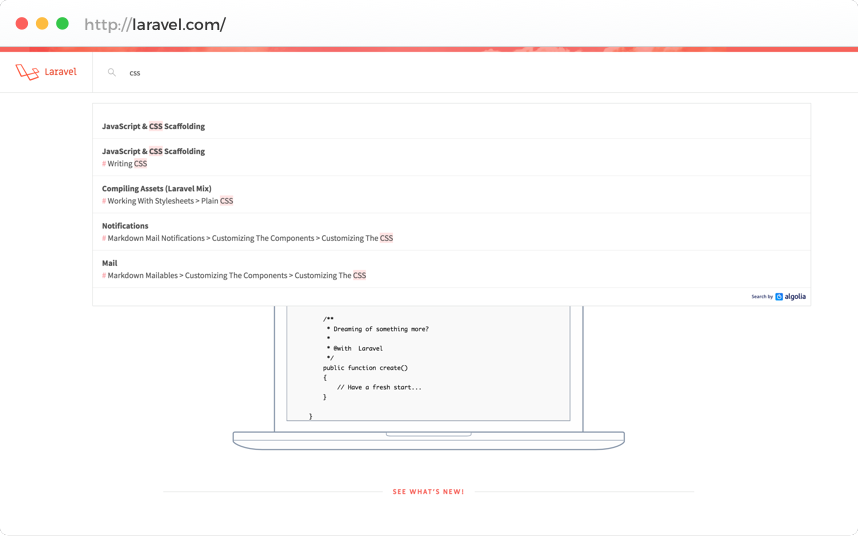 http://laravel.com/
Laravel
css
JavaScript & CSS Scaffolding
JavaScript & CSS Scaffolding
# Writing CSS
Compiling Assets (Laravel Mix)
# Working With Stylesheets > Plain CSS
Notifications
# Markdown Mail Notifications > Customizing The Components > Customizing The CSS
Mail
# Markdown Mailables > Customizing The Components > Customizing The CSS
Search by algolia
/**
* Dreaming of something more?
*
* @with  Laravel
*/
public function create()
{
// Have a fresh start...
}
}
SEE WHAT'S NEW!